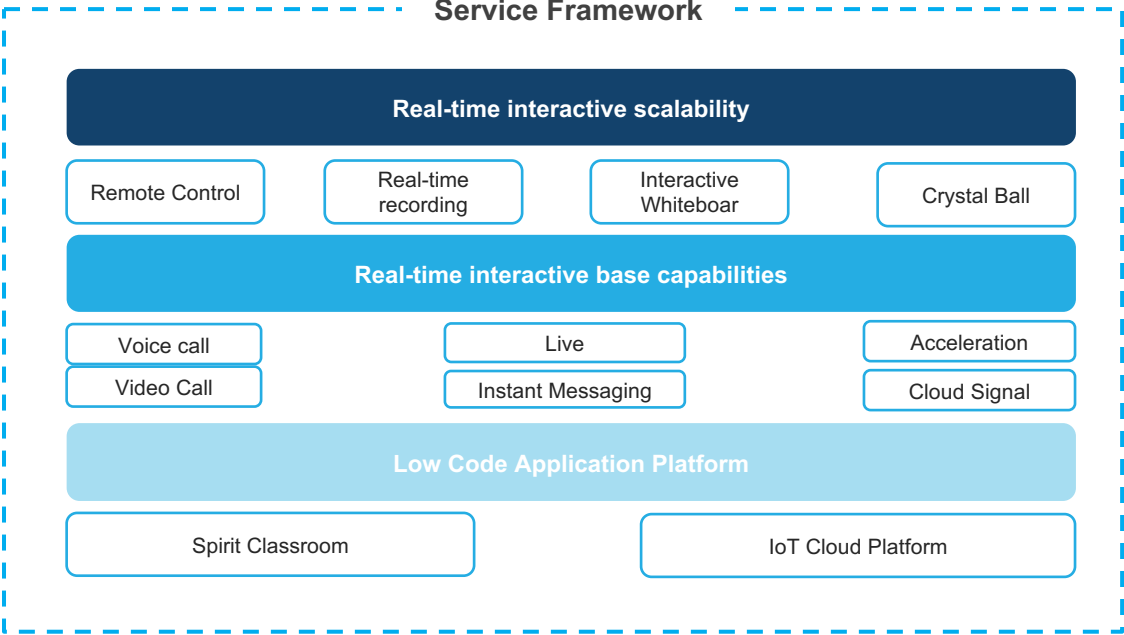 Service Framework
Real-time interactive scalability
Remote Control
Real-time
recording
Interactive
Whiteboar
Crystal Ball
Real-time interactive base capabilities
Voice call
Live
Acceleration
Video Call
Instant Messaging
Cloud Signal
Low Code Application Platform
Spirit Classroom
IoT Cloud Platform